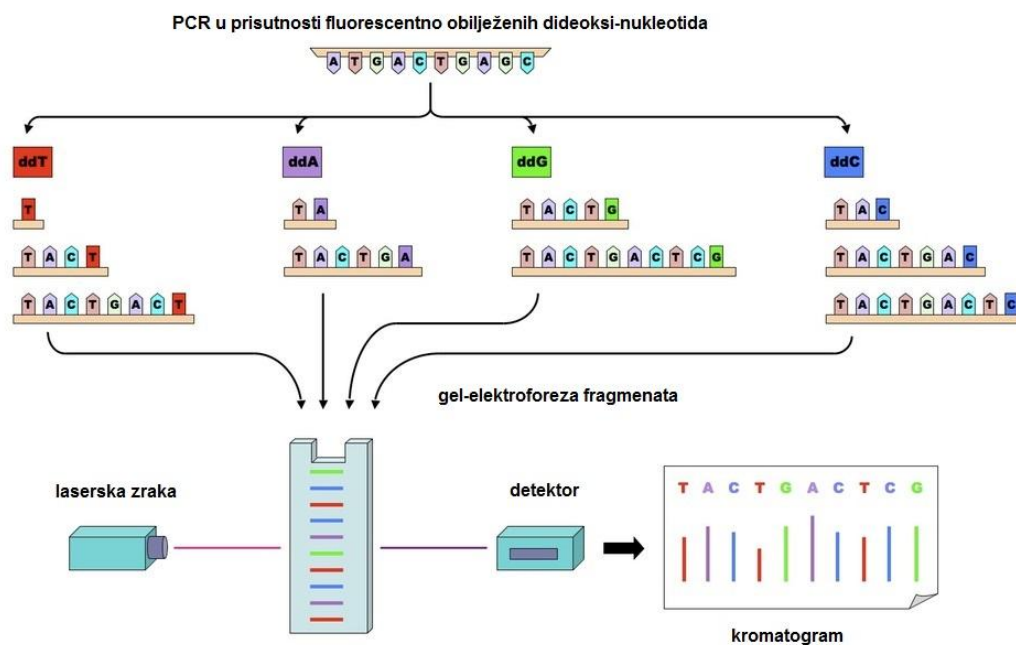 PCR u prisutnosti fluorescentno obilježenih dideoksi-nukleotida
A T G A C T G A G C
ddT ddA ddG ddC
T T A T A C T G T A C
T A C T T A C T G A T A C T G A C T C G T A C T G A C
T A C T G A C T T A C T G A C T C
gel-elektroforeza fragmenata
laserska zraka detektor
T A C T G A C T C G
kromatogram